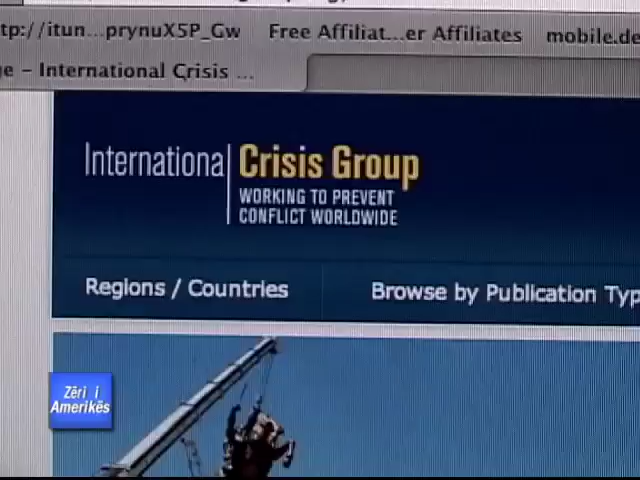 tp://itun...prynuX5P_Gw Free Affiliat...er Affiliates mobile.de
e – International Crisis ...
International Crisis Group
WORKING TO PREVENT
CONFLICT WORLDWIDE
Regions / Countries Browse by Publication Typ
Zëri i
Amerikës